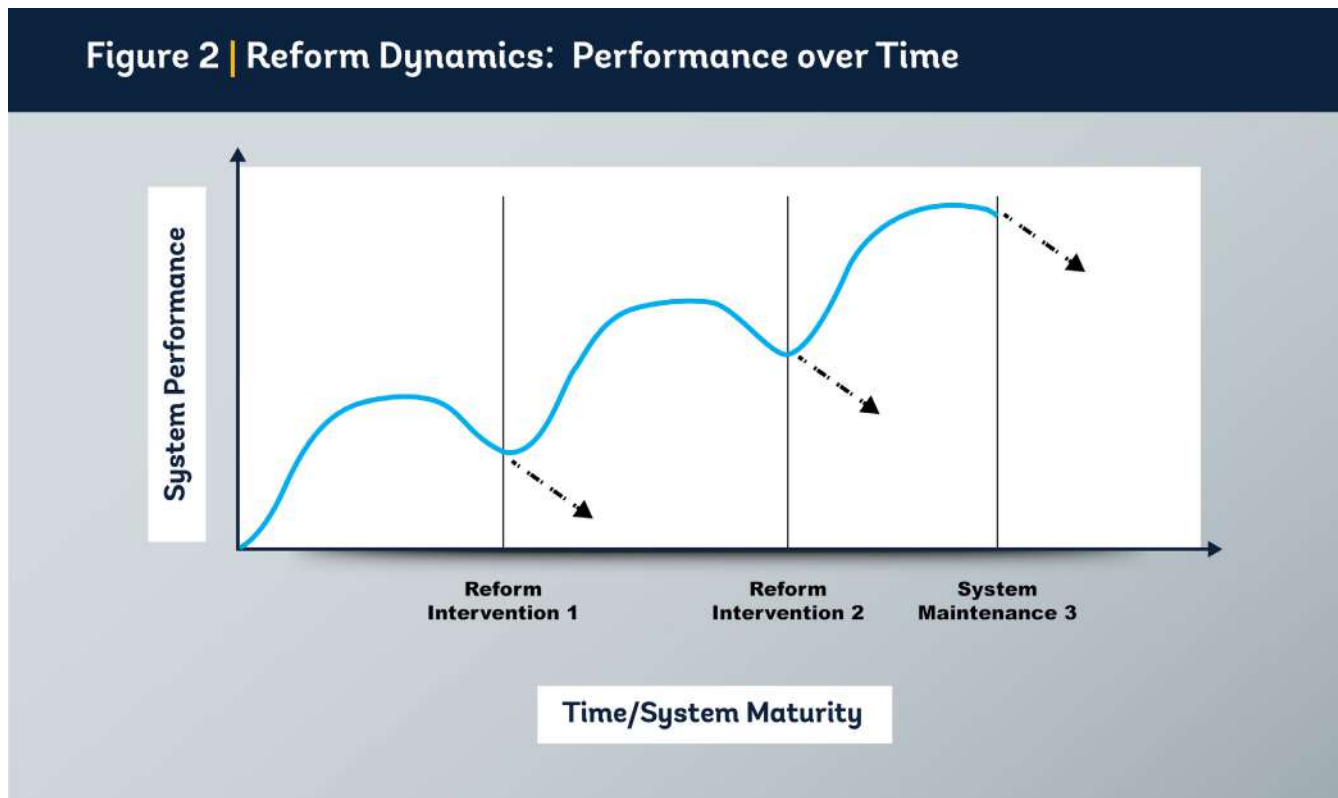 Figure 2 | Reform Dynamics: Performance over Time
System Performance
Reform
Intervention 1
Reform
Intervention 2
System
Maintenance 3
Time/System Maturity